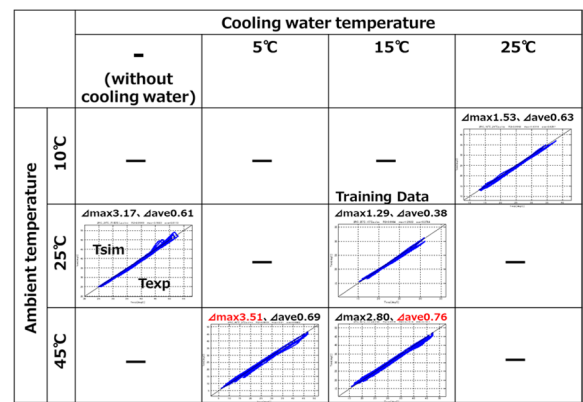 Cooling water temperature
-
(without
cooling water)
5℃
15℃
25℃
Ambient temperature
10℃
—
—
—
⊿max1.53、⊿ave0.63
25℃
⊿max3.17、⊿ave0.61
Tsim
Texp
—
Training Data
⊿max1.29、⊿ave0.38
—
45℃
—
⊿max3.51、⊿ave0.69
⊿max2.80、⊿ave0.76
—